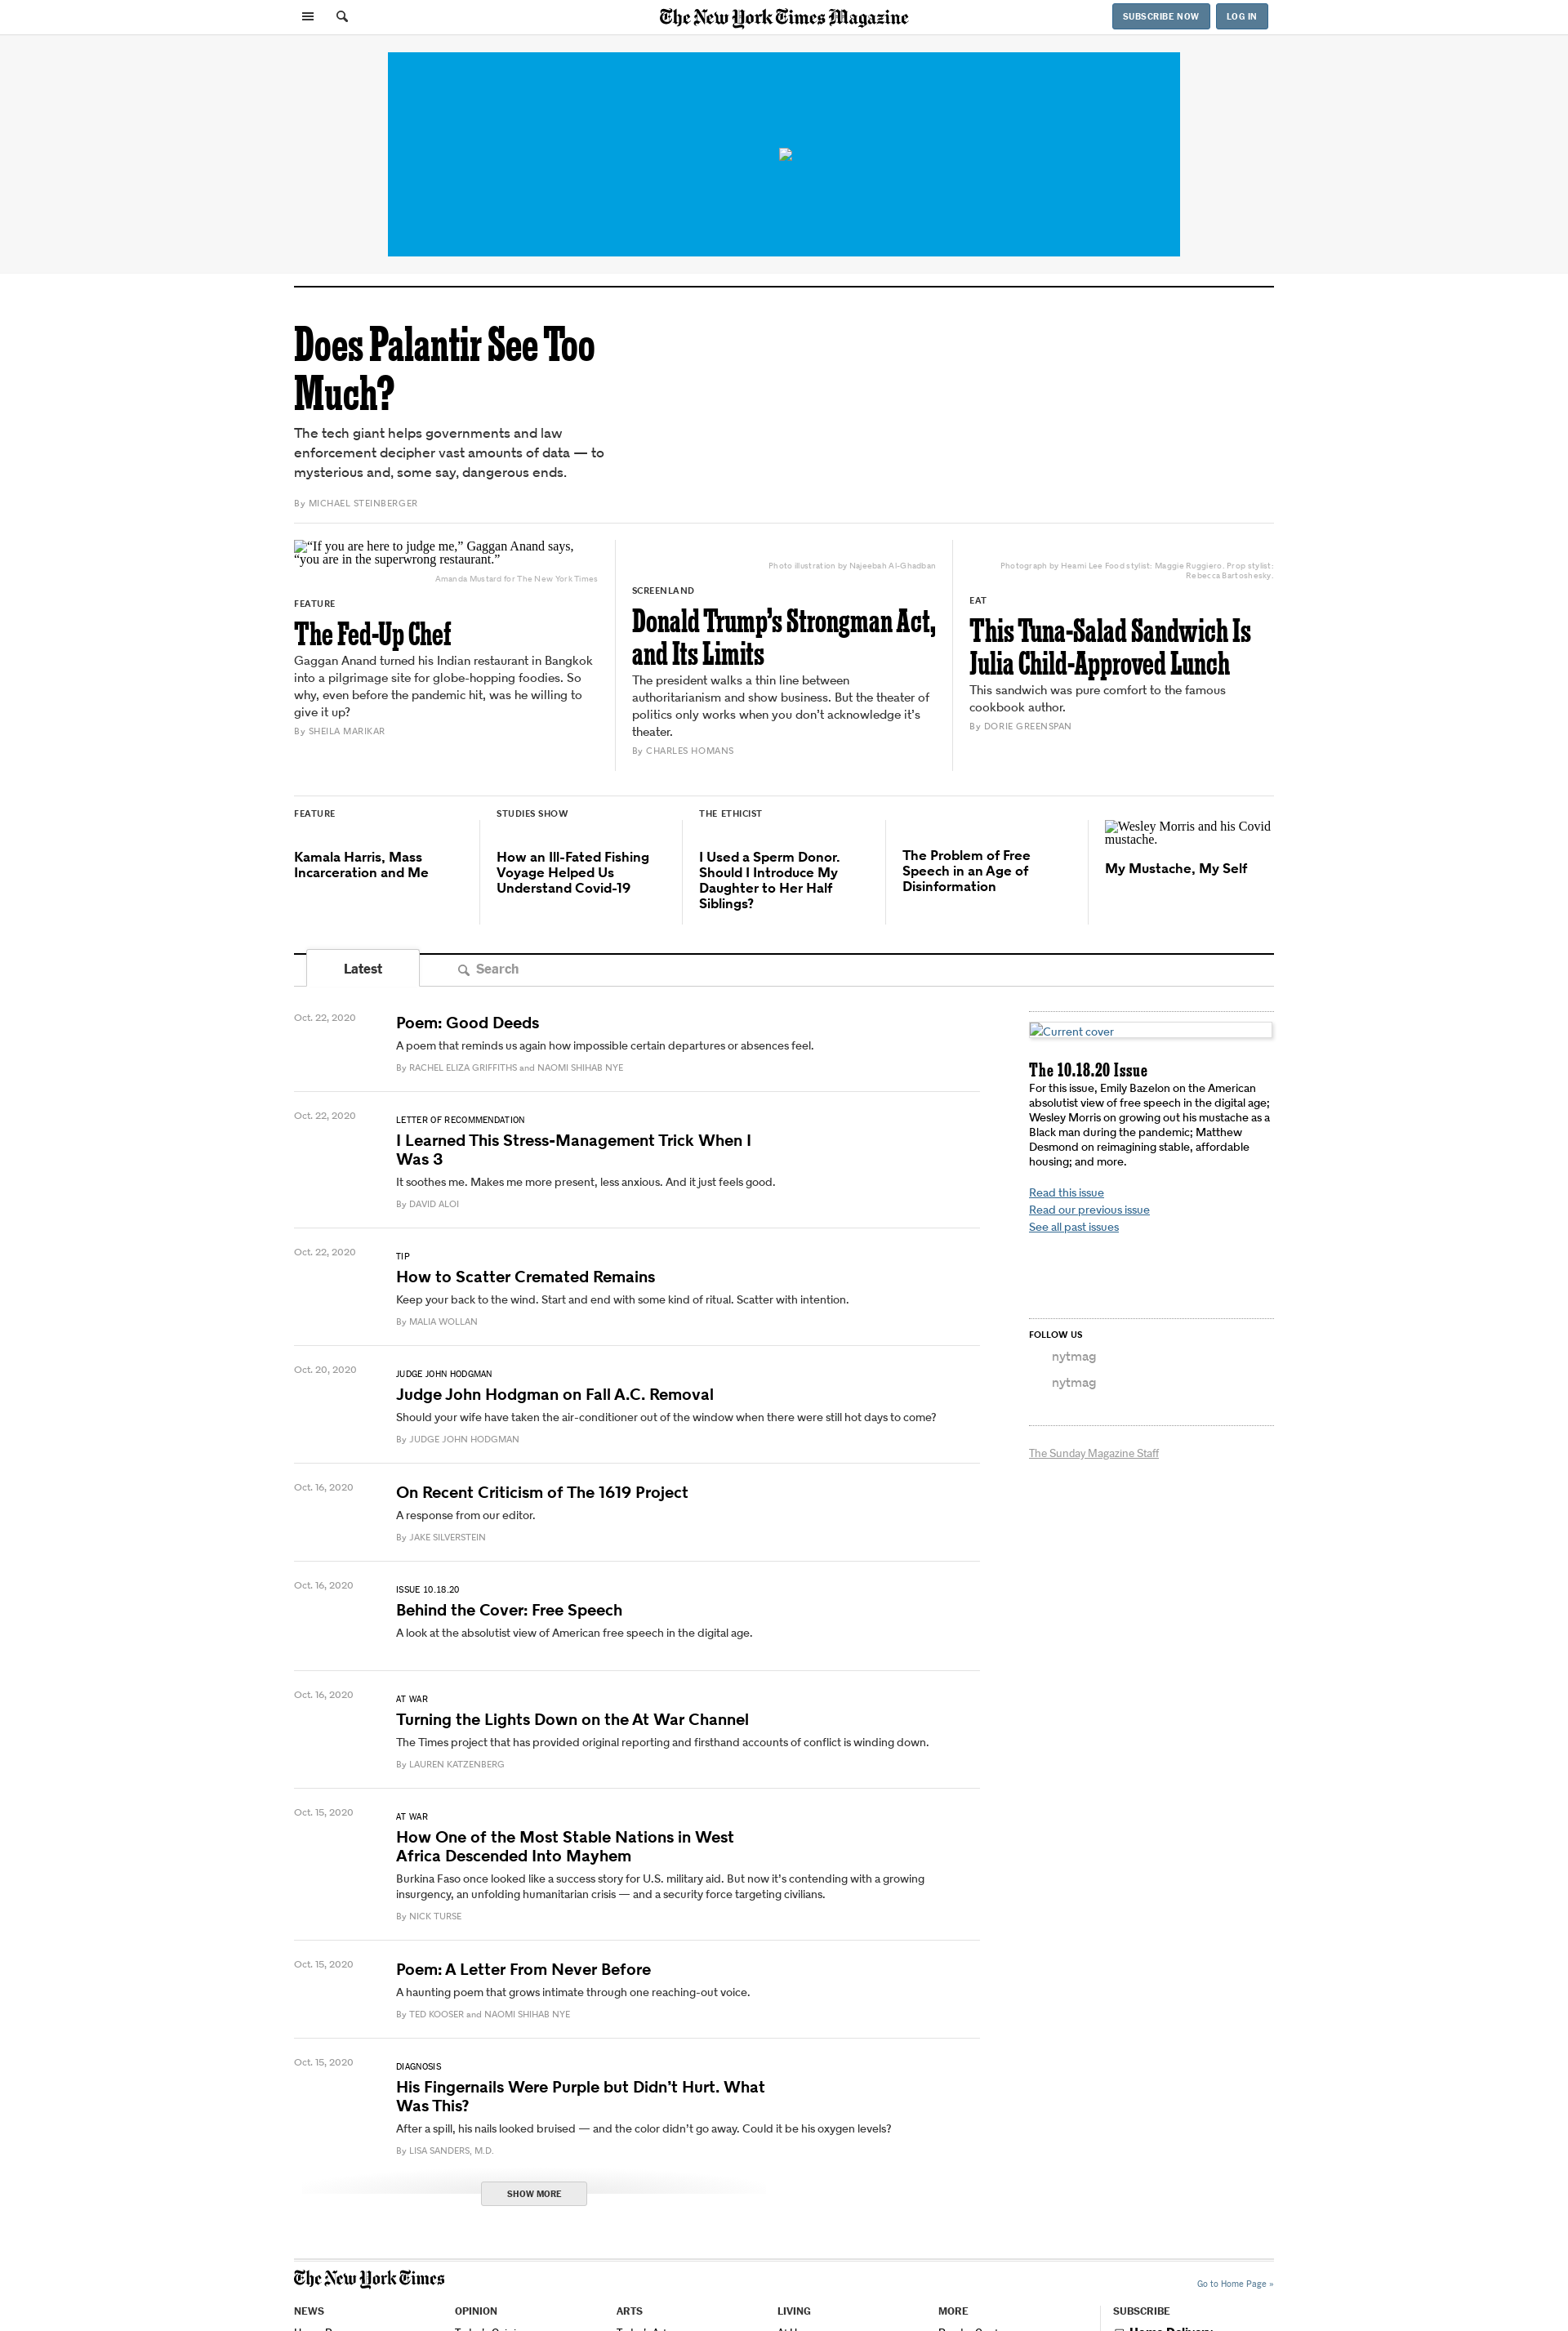 The New York Times Magazine
SUBSCRIBE NOW
LOG IN
Does Palantir See Too
Much?
The tech giant helps governments and law
enforcement decipher vast amounts of data — to
mysterious and, some say, dangerous ends.
By MICHAEL STEINBERGER
“If you are here to judge me,” Gaggan Anand says,
“you are in the superwrong restaurant.”
Amanda Mustard for The New York Times
FEATURE
The Fed-Up Chef
Gaggan Anand turned his Indian restaurant in Bangkok
into a pilgrimage site for globe-hopping foodies. So
why, even before the pandemic hit, was he willing to
give it up?
By SHEILA MARIKAR
Photo illustration by Najeebah Al-Ghadban
SCREENLAND
Donald Trump’s Strongman Act,
and Its Limits
The president walks a thin line between
authoritarianism and show business. But the theater of
politics only works when you don’t acknowledge it’s
theater.
By CHARLES HOMANS
Photograph by Heami Lee Food stylist: Maggie Ruggiero. Prop stylist:
Rebecca Bartoshesky.
EAT
This Tuna-Salad Sandwich Is
Julia Child-Approved Lunch
This sandwich was pure comfort to the famous
cookbook author.
By DORIE GREENSPAN
FEATURE
Kamala Harris, Mass
Incarceration and Me
STUDIES SHOW
How an Ill-Fated Fishing
Voyage Helped Us
Understand Covid-19
THE ETHICIST
I Used a Sperm Donor.
Should I Introduce My
Daughter to Her Half
Siblings?
The Problem of Free
Speech in an Age of
Disinformation
Wesley Morris and his Covid
mustache.
My Mustache, My Self
Latest
Search
Oct. 22, 2020
Poem: Good Deeds
A poem that reminds us again how impossible certain departures or absences feel.
By RACHEL ELIZA GRIFFITHS and NAOMI SHIHAB NYE
Oct. 22, 2020
LETTER OF RECOMMENDATION
I Learned This Stress-Management Trick When I
Was 3
It soothes me. Makes me more present, less anxious. And it just feels good.
By DAVID ALOI
Oct. 22, 2020
TIP
How to Scatter Cremated Remains
Keep your back to the wind. Start and end with some kind of ritual. Scatter with intention.
By MALIA WOLLAN
Oct. 20, 2020
JUDGE JOHN HODGMAN
Judge John Hodgman on Fall A.C. Removal
Should your wife have taken the air-conditioner out of the window when there were still hot days to come?
By JUDGE JOHN HODGMAN
Oct. 16, 2020
On Recent Criticism of The 1619 Project
A response from our editor.
By JAKE SILVERSTEIN
Oct. 16, 2020
ISSUE 10.18.20
Behind the Cover: Free Speech
A look at the absolutist view of American free speech in the digital age.
Oct. 16, 2020
AT WAR
Turning the Lights Down on the At War Channel
The Times project that has provided original reporting and firsthand accounts of conflict is winding down.
By LAUREN KATZENBERG
Oct. 15, 2020
AT WAR
How One of the Most Stable Nations in West
Africa Descended Into Mayhem
Burkina Faso once looked like a success story for U.S. military aid. But now it’s contending with a growing
insurgency, an unfolding humanitarian crisis — and a security force targeting civilians.
By NICK TURSE
Oct. 15, 2020
Poem: A Letter From Never Before
A haunting poem that grows intimate through one reaching-out voice.
By TED KOOSER and NAOMI SHIHAB NYE
Oct. 15, 2020
DIAGNOSIS
His Fingernails Were Purple but Didn’t Hurt. What
Was This?
After a spill, his nails looked bruised — and the color didn’t go away. Could it be his oxygen levels?
By LISA SANDERS, M.D.
SHOW MORE
Current cover
The 10.18.20 Issue
For this issue, Emily Bazelon on the American
absolutist view of free speech in the digital age;
Wesley Morris on growing out his mustache as a
Black man during the pandemic; Matthew
Desmond on reimagining stable, affordable
housing; and more.
Read this issue
Read our previous issue
See all past issues
FOLLOW US
nytmag
nytmag
The Sunday Magazine Staff
The New York Times
Go to Home Page »
NEWS
OPINION
ARTS
LIVING
MORE
SUBSCRIBE